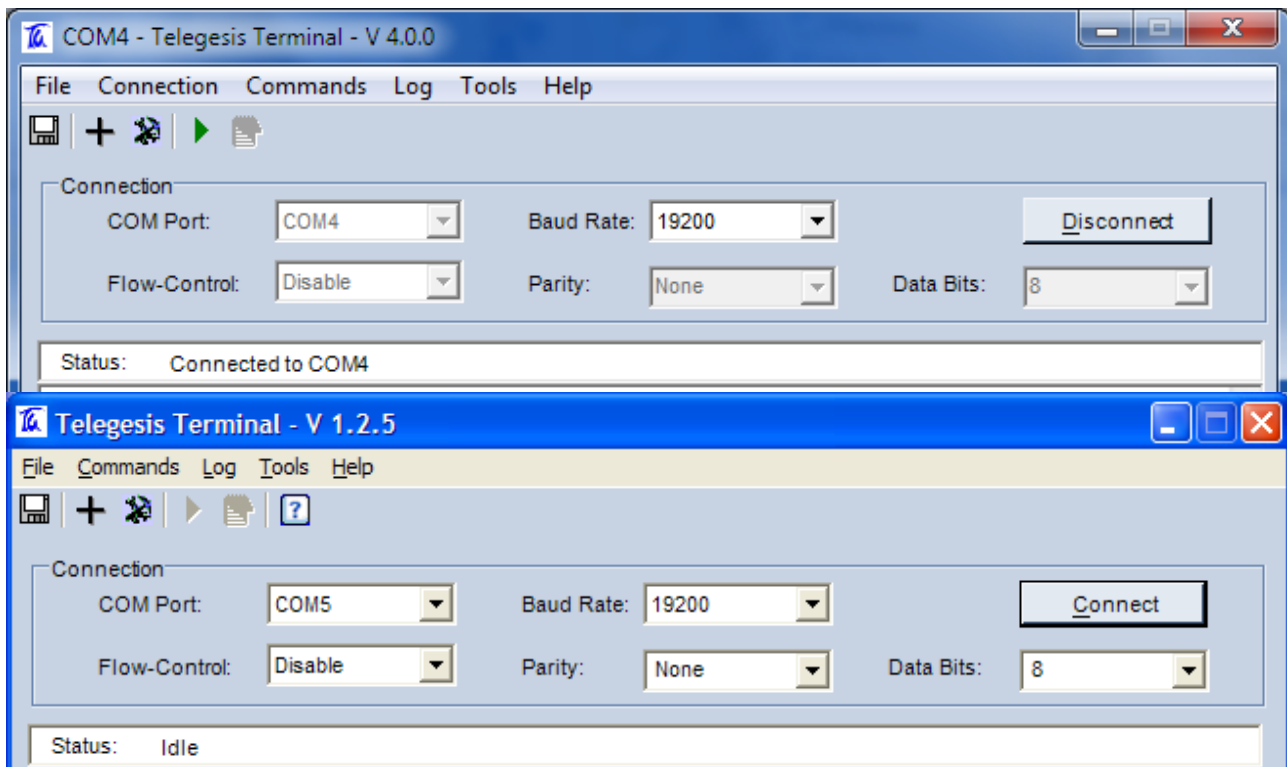 COM4 - Telegesis Terminal - V 4.0.0
File Connection Commands Log Tools Help
Connection
COM Port: COM4 Baud Rate: 19200 Disconnect
Flow-Control: Disable Parity: None Data Bits: 8
Status: Connected to COM4
Telegesis Terminal - V 1.2.5
File Commands Log Tools Help
?
Connection
COM Port: COM5 Baud Rate: 19200 Connect
Flow-Control: Disable Parity: None Data Bits: 8
Status: Idle